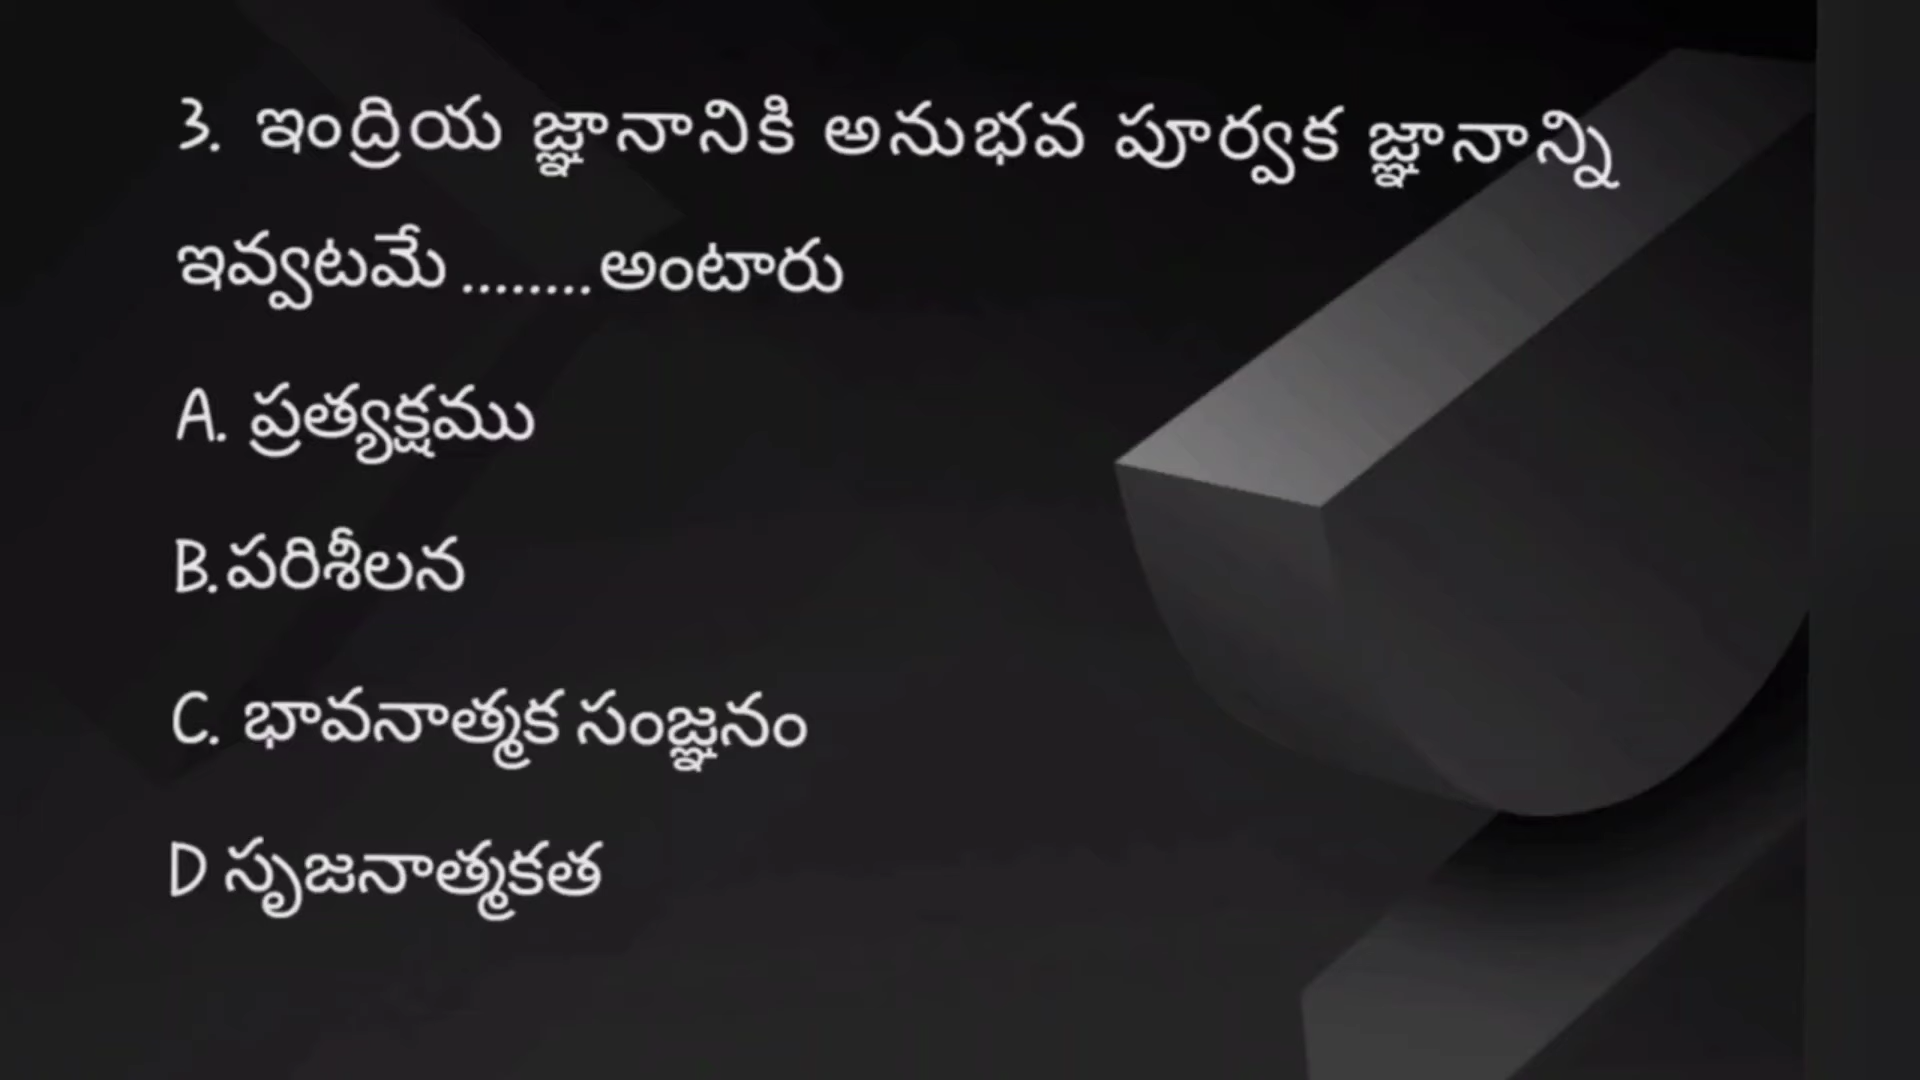 3. ఇంద్రియ జ్ఞానానికి అనుభవ పూర్వక జ్ఞానాన్ని
ఇవ్వటమే ........ అంటారు
A. ప్రత్యక్షము
B. పరిశీలన
C. భావనాత్మక సంజ్ఞనం
D సృజనాత్మకత